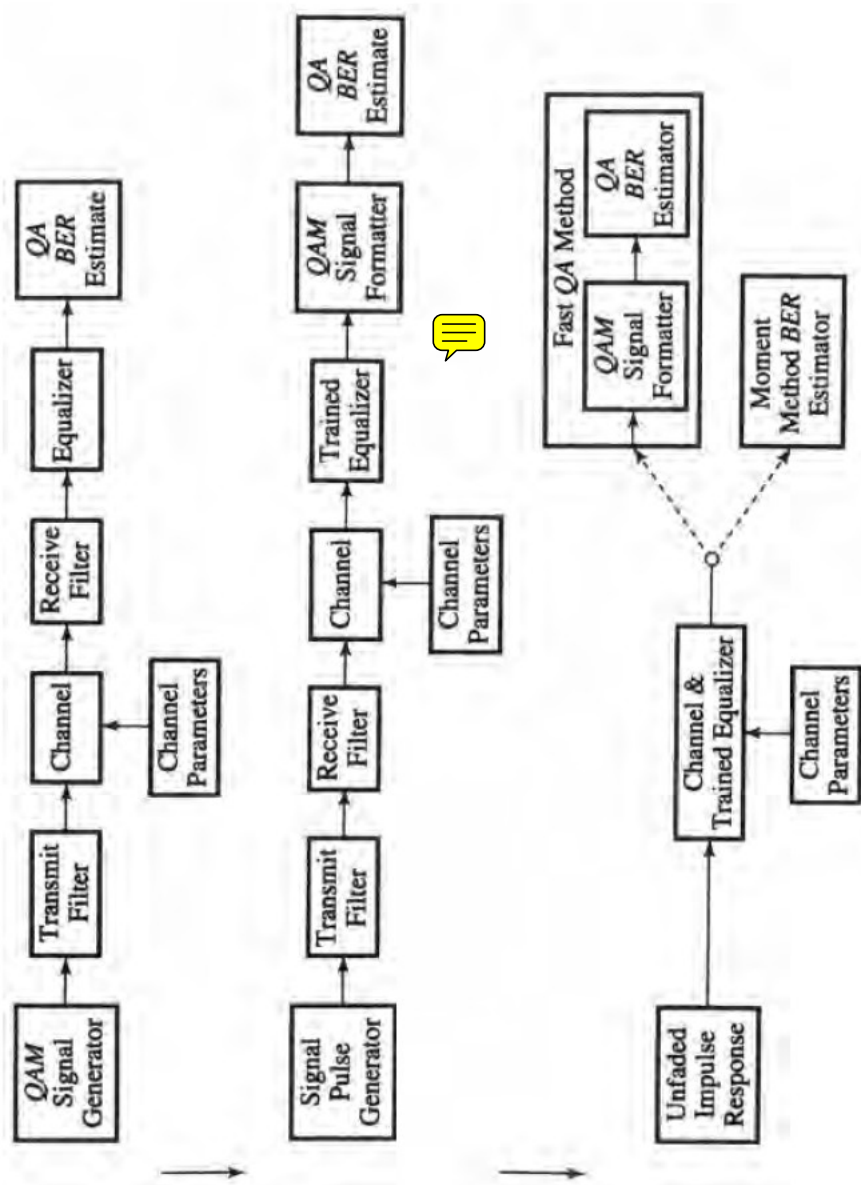 QAM
Signal
Generator
Transmit
Filter
Channel
Channel
Parameters
Receive
Filter
Equalizer
QA
BER
Estimate
Signal
Pulse
Generator
Transmit
Filter
Receive
Filter
Channel
Channel
Parameters
Trained
Equalizer
QAM
Signal
Formatter
QA
BER
Estimate
Unfaded
Impulse
Response
Channel &
Trained Equalizer
Channel
Parameters
Fast QA Method
QAM
Signal
Formatter
QA
BER
Estimator
Moment
Method BER
Estimator